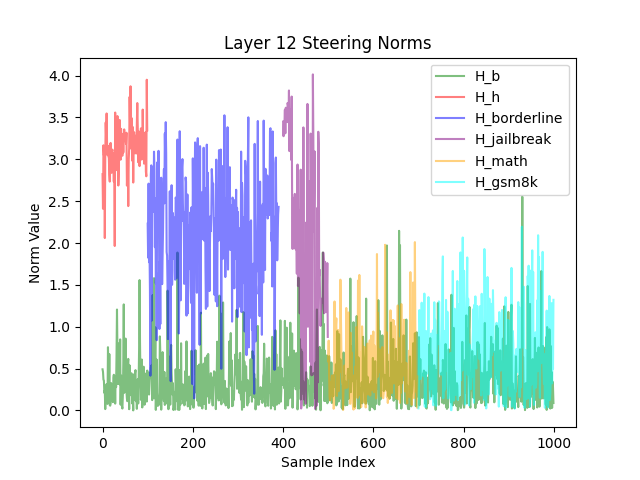 Layer 12 Steering Norms
Norm Value
4.0
3.5
3.0
2.5
2.0
1.5
1.0
0.5
0.0
H_b
H_h
H_borderline
H_jailbreak
H_math
H_gsm8k
0
200
400
600
800
1000
Sample Index